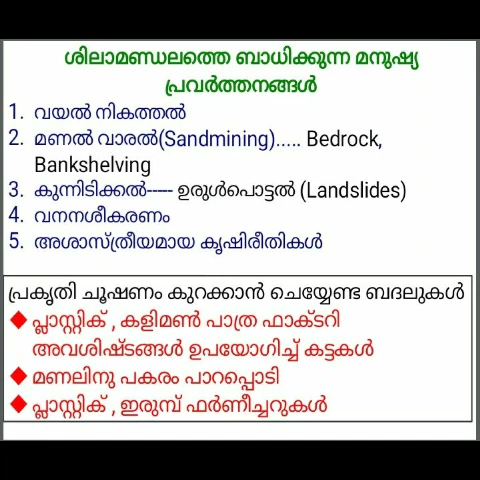 ശിലാമണ്ഡലത്തെ ബാധിക്കുന്ന മനുഷ്യ
പ്രവർത്തനങ്ങൾ
1. വയൽ നികത്തൽ
2. മണൽ വാരൽ(Sandmining)..... Bedrock,
Bankshelving
3. കുന്നിടിക്കൽ----- ഉരുൾപൊട്ടൽ (Landslides)
4. വനനശീകരണം
5. അശാസ്ത്രീയമായ കൃഷിരീതികൾ
പ്രകൃതി ചൂഷണം കുറക്കാൻ ചെയ്യേണ്ട ബദലുകൾ
◆ പ്ലാസ്റ്റിക് , കളിമൺ പാത്ര ഫാക്ടറി
അവശിഷ്ടങ്ങൾ ഉപയോഗിച്ച് കട്ടകൾ
◆ മണലിനു പകരം പാറപ്പൊടി
◆ പ്ലാസ്റ്റിക് , ഇരുമ്പ് ഫർണീച്ചറുകൾ